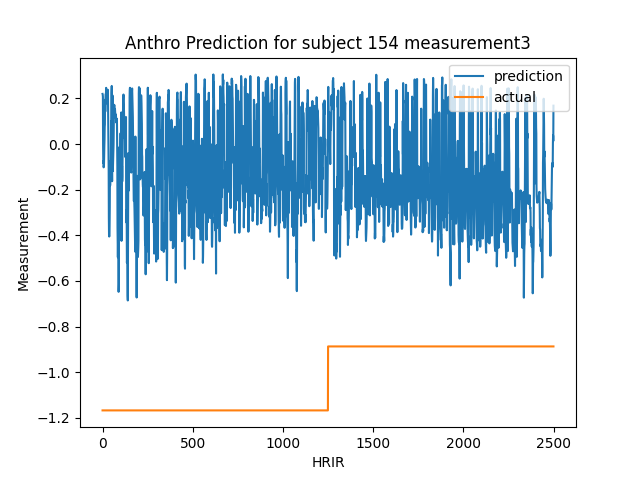 Anthro Prediction for subject 154 measurement3
prediction
actual
0.2
0.0
−0.2
−0.4
−0.6
−0.8
−1.0
−1.2
Measurement
0
500
1000
1500
2000
2500
HRIR